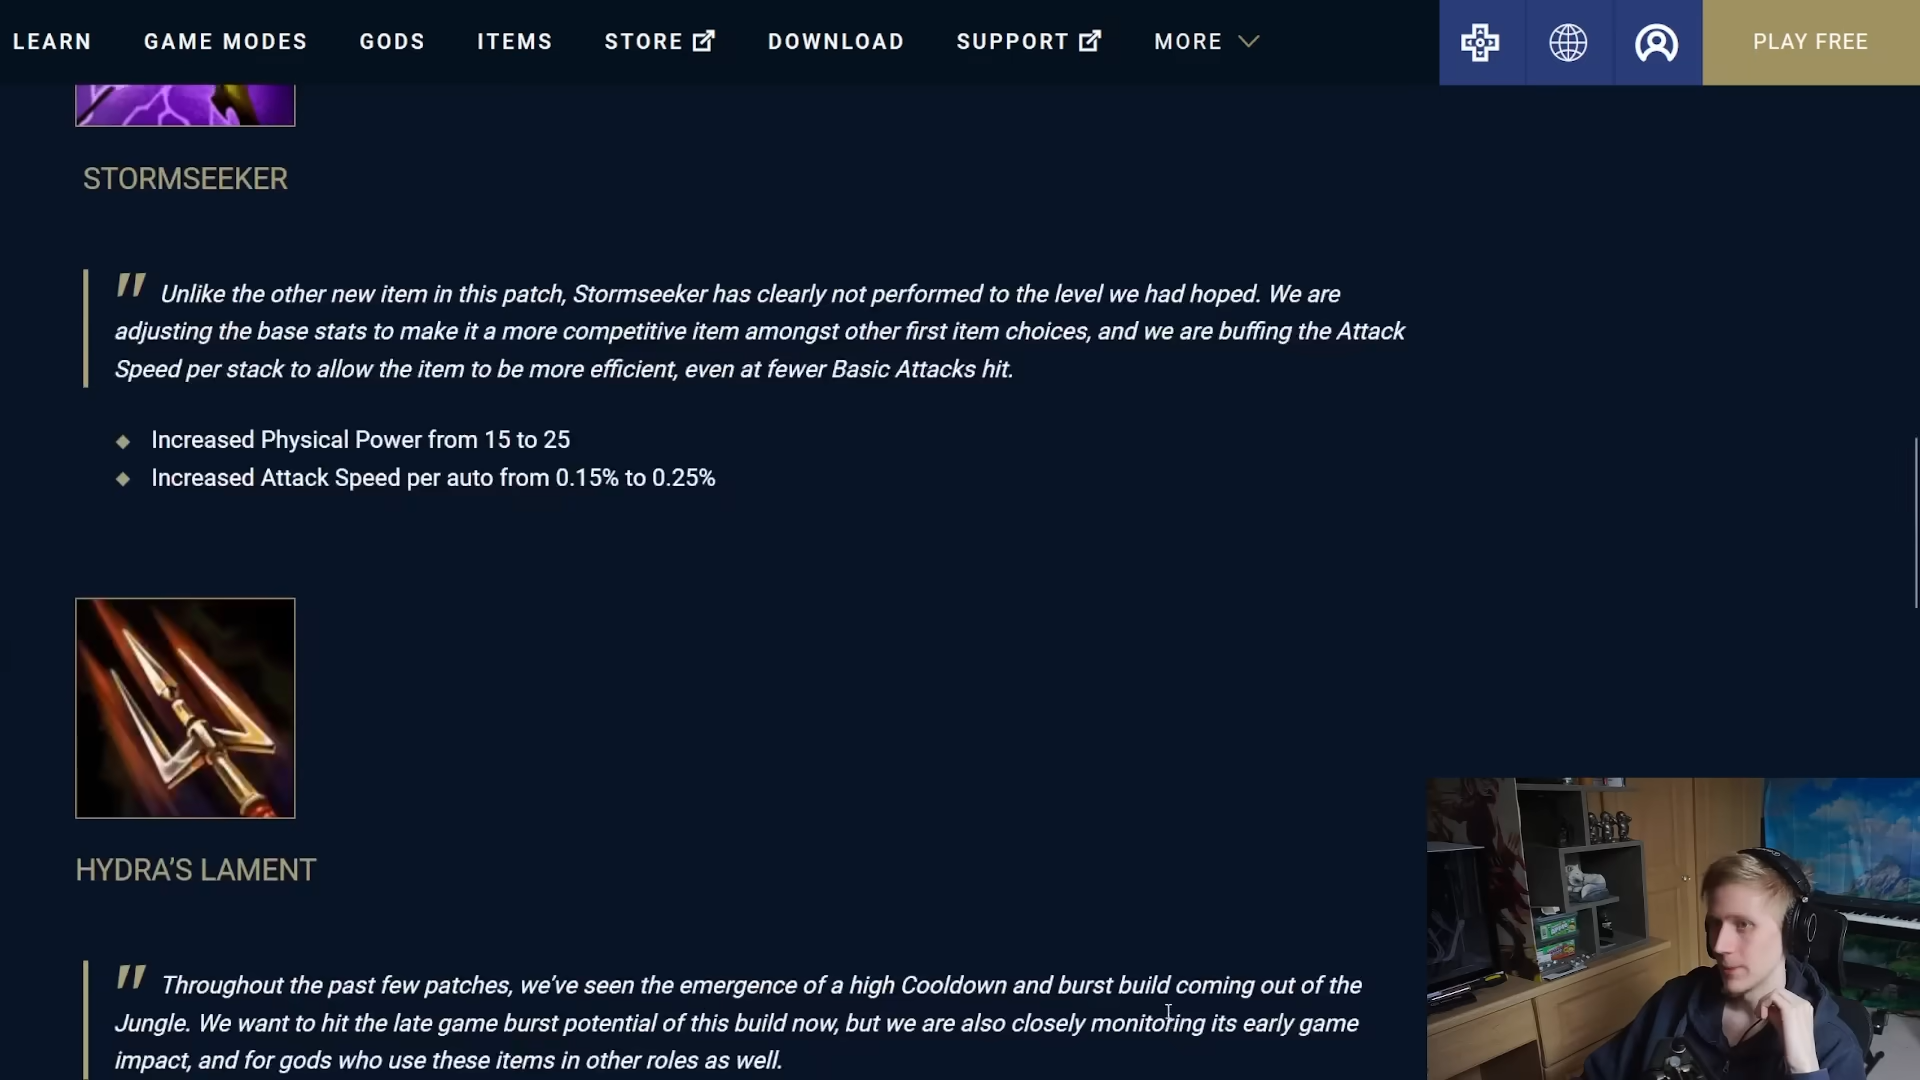 LEARN GAME MODES GODS ITEMS STORE DOWNLOAD SUPPORT MORE PLAY FREE
STORMSEEKER
" Unlike the other new item in this patch, Stormseeker has clearly not performed to the level we had hoped. We are
adjusting the base stats to make it a more competitive item amongst other first item choices, and we are buffing the Attack
Speed per stack to allow the item to be more efficient, even at fewer Basic Attacks hit.
Increased Physical Power from 15 to 25
Increased Attack Speed per auto from 0.15% to 0.25%
HYDRA'S LAMENT
" Throughout the past few patches, we've seen the emergence of a high Cooldown and burst build coming out of the
Jungle. We want to hit the late game burst potential of this build now, but we are also closely monitoring its early game
impact, and for gods who use these items in other roles as well.